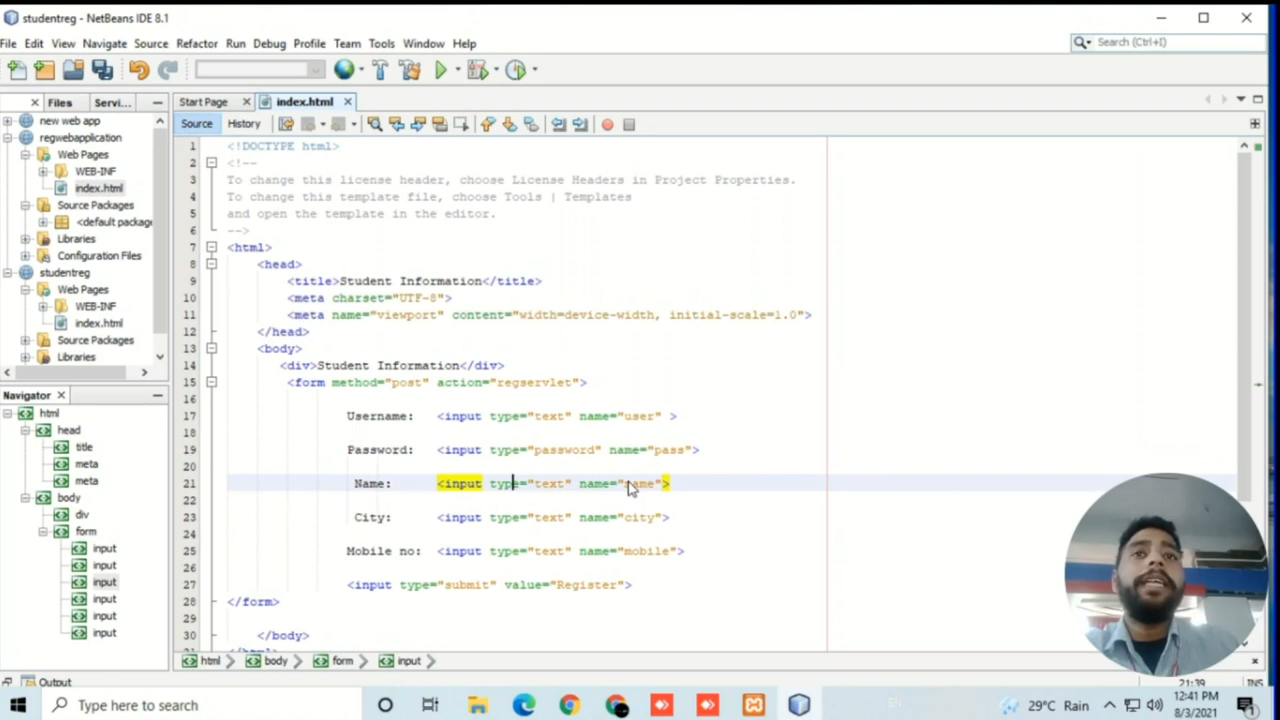 studentreg - NetBeans IDE 8.1
File Edit View Navigate Source Refactor Run Debug Profile Team Tools Window Help
Search (Ctrl+I)
Files Servi...
Start Page index.html
Source History
new web app
regwebapplication
Web Pages
WEB-INF
index.html
Source Packages
<default package
Libraries
Configuration Files
studentreg
Web Pages
WEB-INF
index.html
Source Packages
Libraries
Navigator
html
head
title
meta
meta
body
div
form
input
input
input
input
input
input
1 <!DOCTYPE html>
2 <!--
3 To change this license header, choose License Headers in Project Properties.
4 To change this template file, choose Tools | Templates
5 and open the template in the editor.
6 -->
7 <html>
8 <head>
9 <title>Student Information</title>
10 <meta charset="UTF-8">
11 <meta name="viewport" content="width=device-width, initial-scale=1.0">
12 </head>
13 <body>
14 <div>Student Information</div>
15 <form method="post" action="regservlet">
16
17 Username: <input type="text" name="user" >
18
19 Password: <input type="password" name="pass">
20
21 Name: <input type="text" name="
22
23 City: <input type="text" name="city">
24
25 Mobile no: <input type="text" name="mobile">
26
27 <input type="submit" value="Register">
28 </form>
29
30 </body>
html body form input
Output
21:39 INS
Type here to search
29°C Rain
12:41 PM
8/3/2021
1